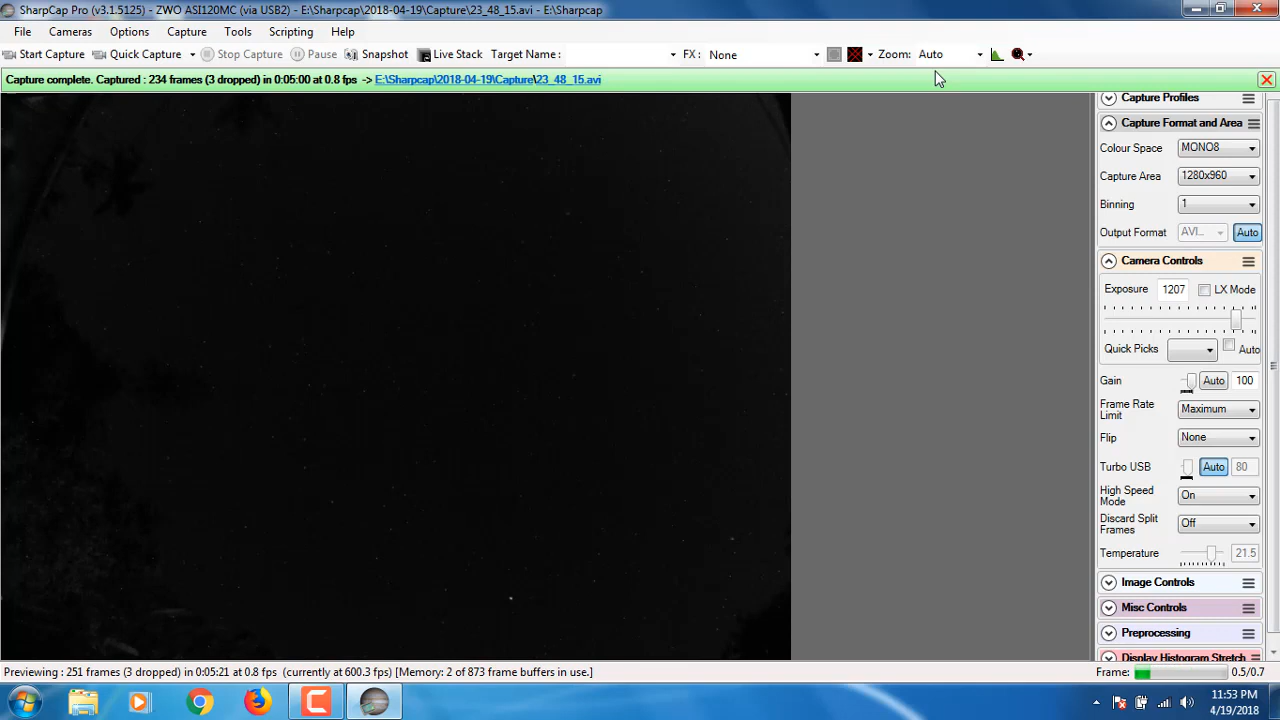 SharpCap Pro (v3.1.5125) - ZWO ASI120MC (via USB2) - E:\Sharpcap\2018-04-19\Capture\23_48_15.avi - E:\Sharpcap
File Cameras Options Capture Tools Scripting Help
Start Capture Quick Capture Stop Capture Pause Snapshot Live Stack Target Name : FX : None Zoom: Auto
Capture complete. Captured : 234 frames (3 dropped) in 0:05:00 at 0.8 fps -> E:\Sharpcap\2018-04-19\Capture\23_48_15.avi
Capture Profiles
Capture Format and Area
Colour Space MONO8
Capture Area 1280x960
Binning 1
Output Format AVI... Auto
Camera Controls
Exposure 1207 LX Mode
Quick Picks Auto
Gain Auto 100
Frame Rate Limit Maximum
Flip None
Turbo USB Auto 80
High Speed Mode On
Discard Split Frames Off
Temperature 21.5
Image Controls
Misc Controls
Preprocessing
Display Histogram Stretch
Previewing : 251 frames (3 dropped) in 0:05:21 at 0.8 fps (currently at 600.3 fps) [Memory: 2 of 873 frame buffers in use.] Frame: 0.5/0.7
11:53 PM
4/19/2018